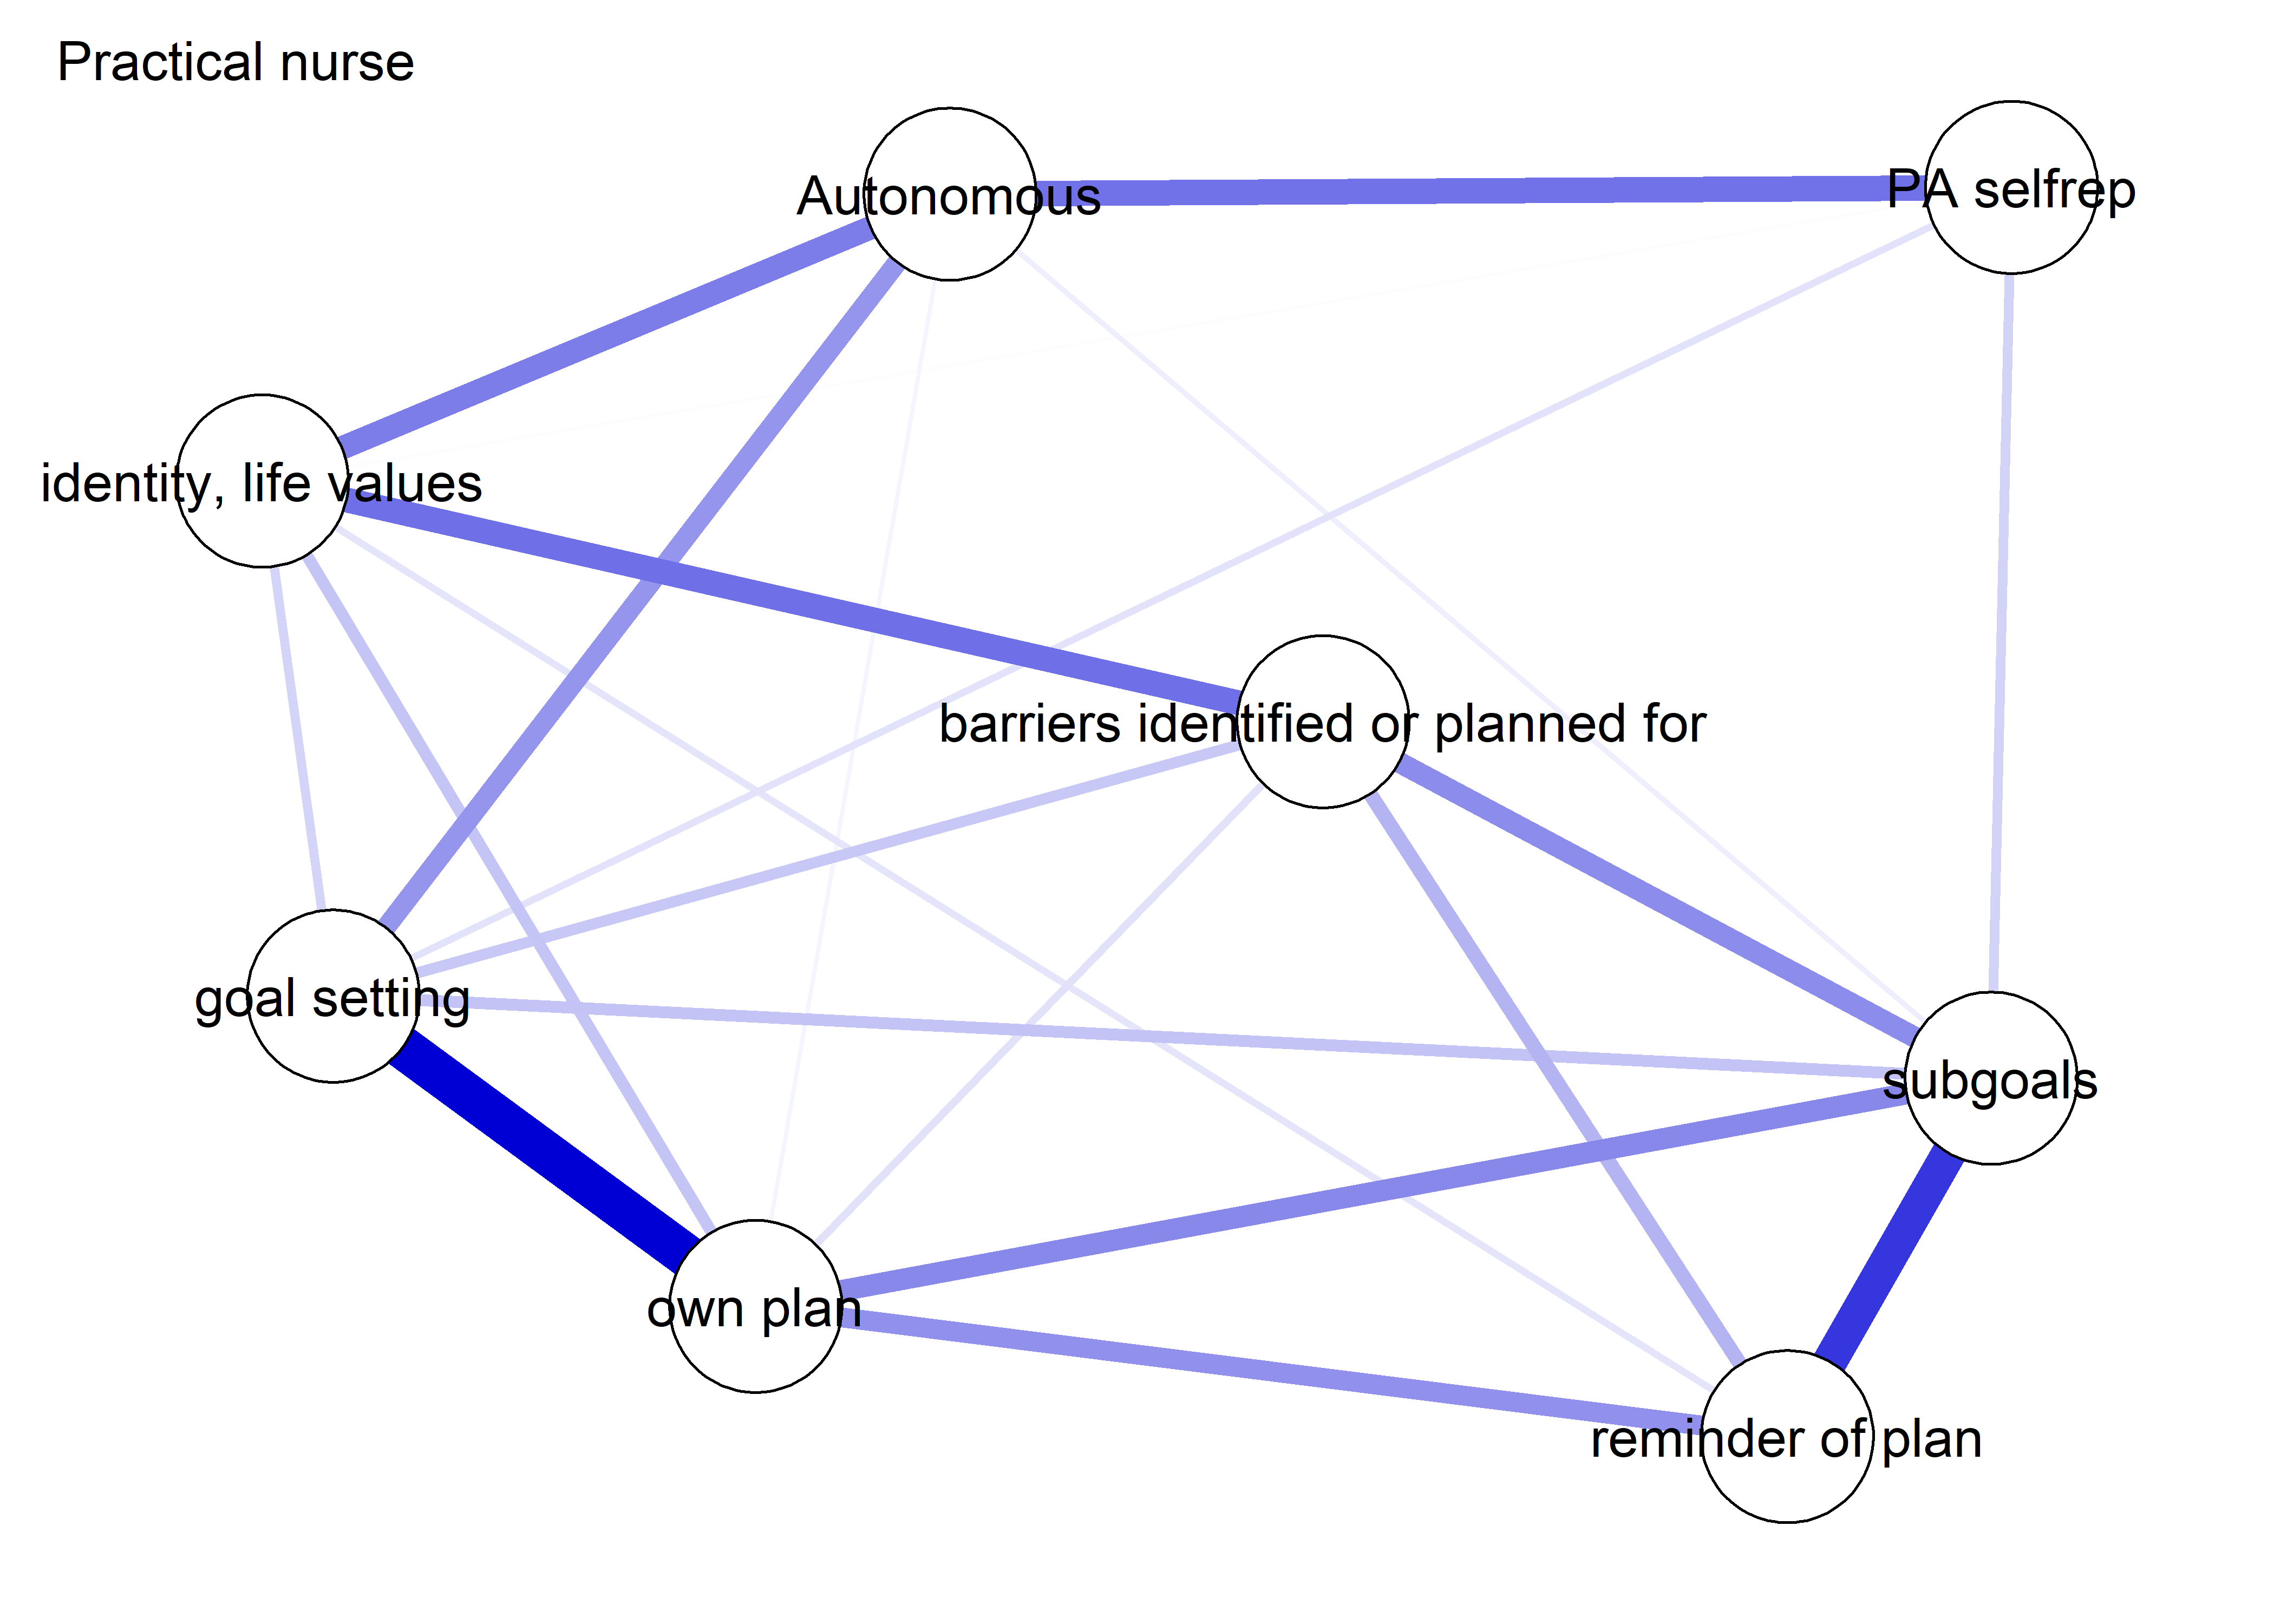 Practical nurse
Autonomous
PA selfrep
identity, life values
barriers identified or planned for
goal setting
subgoals
own plan
reminder of plan